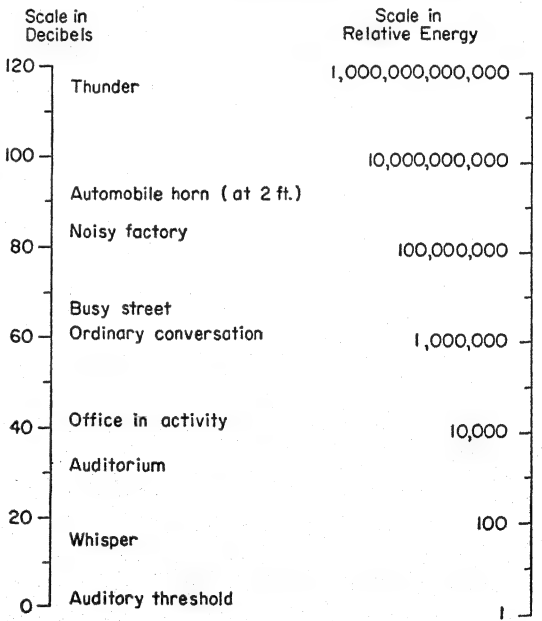 Scale in
Decibels
Scale in
Relative Energy
120
Thunder
1,000,000,000,000
100
10,000,000,000
Automobile horn ( at 2 ft.)
Noisy factory
80
100,000,000
Busy street
60
Ordinary conversation
1,000,000
40
Office in activity
10,000
Auditorium
20
100
Whisper
0
Auditory threshold
1